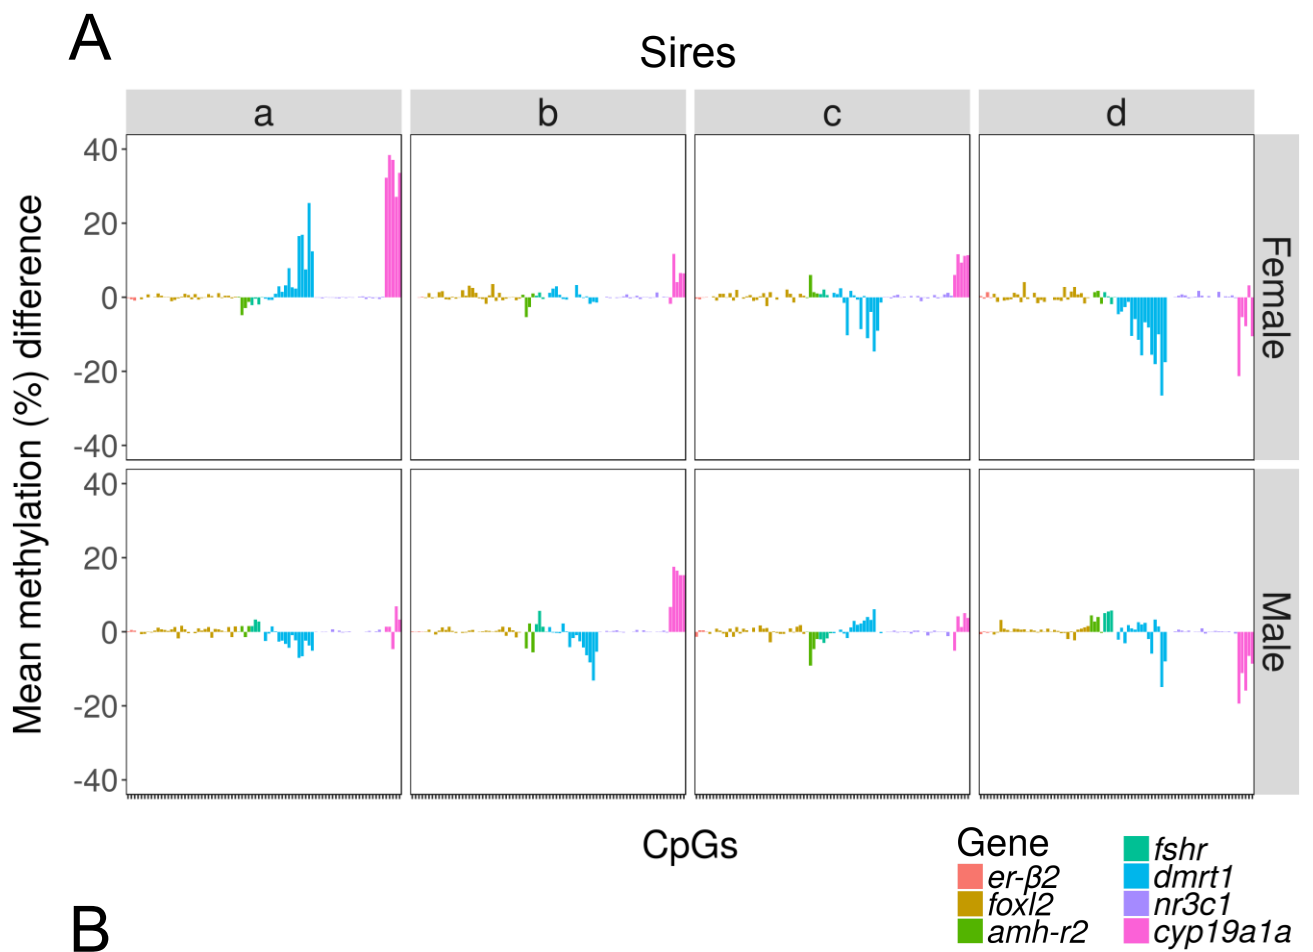 A
Sires
a b c d
Mean methylation (%) difference
40
20
0
-20
-40
Female
40
20
0
-20
-40
Male
CpGs
Gene
er-β2
foxl2
amh-r2
fshr
dmrt1
nr3c1
cyp19a1a
B